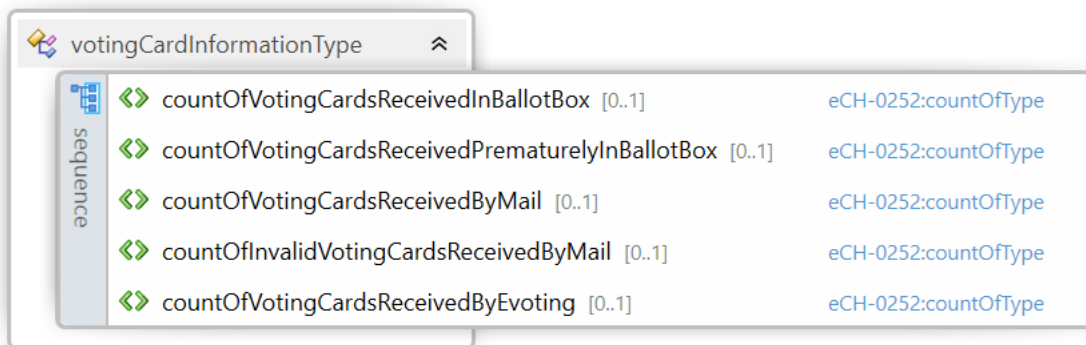 votingCardInformationType
sequence
countOfVotingCardsReceivedInBallotBox [0..1] eCH-0252:countOfType
countOfVotingCardsReceivedPrematurelyInBallotBox [0..1] eCH-0252:countOfType
countOfVotingCardsReceivedByMail [0..1] eCH-0252:countOfType
countOfInvalidVotingCardsReceivedByMail [0..1] eCH-0252:countOfType
countOfVotingCardsReceivedByEvoting [0..1] eCH-0252:countOfType